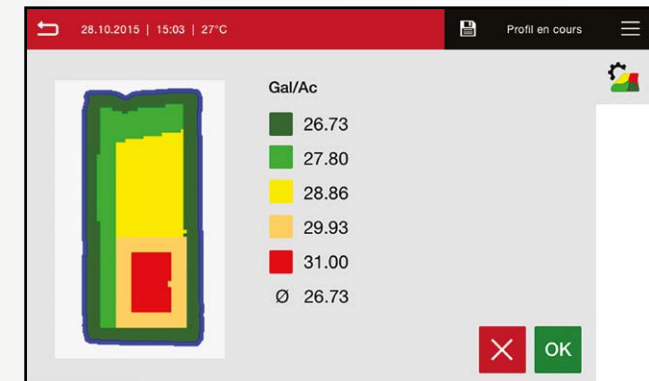 28.10.2015 | 15:03 | 27°C
Profil en cours
Gal/Ac
26.73
27.80
28.86
29.93
31.00
Ø 26.73
OK